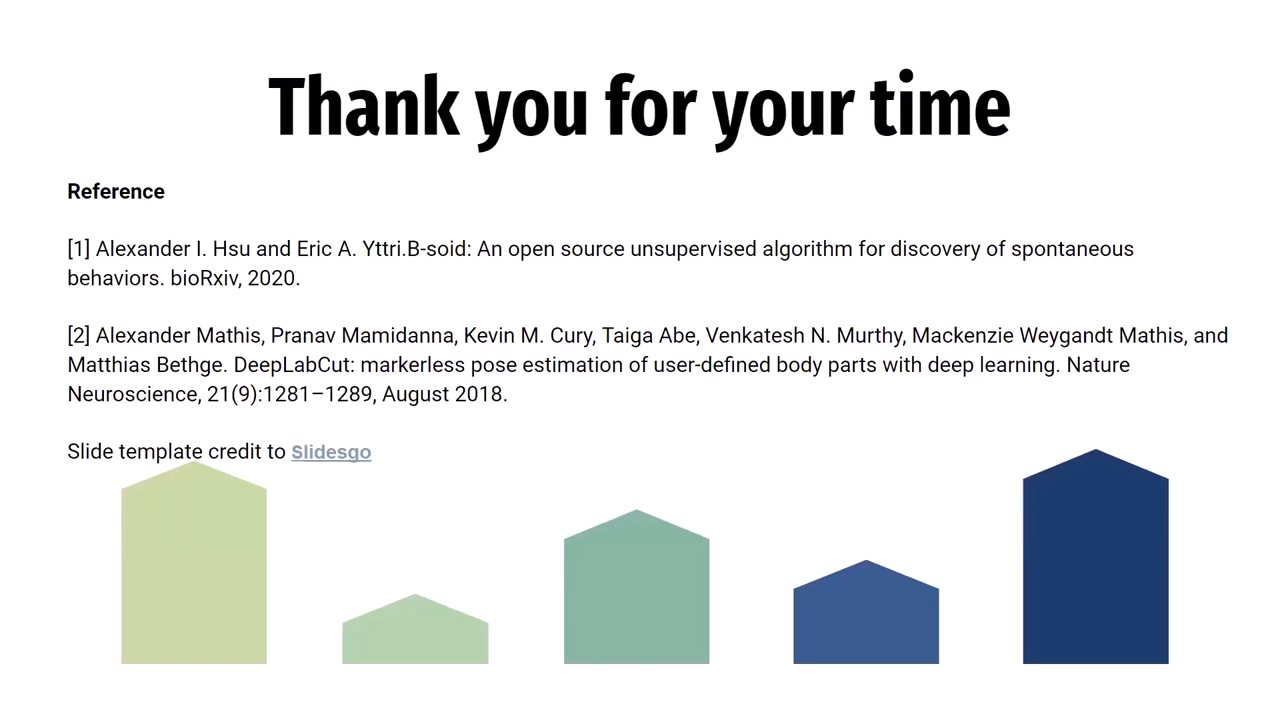 Thank you for your time
Reference
[1] Alexander I. Hsu and Eric A. Yttri.B-soid: An open source unsupervised algorithm for discovery of spontaneous
behaviors. bioRxiv, 2020.
[2] Alexander Mathis, Pranav Mamidanna, Kevin M. Cury, Taiga Abe, Venkatesh N. Murthy, Mackenzie Weygandt Mathis, and
Matthias Bethge. DeepLabCut: markerless pose estimation of user-defined body parts with deep learning. Nature
Neuroscience, 21(9):1281–1289, August 2018.
Slide template credit to Slidesgo